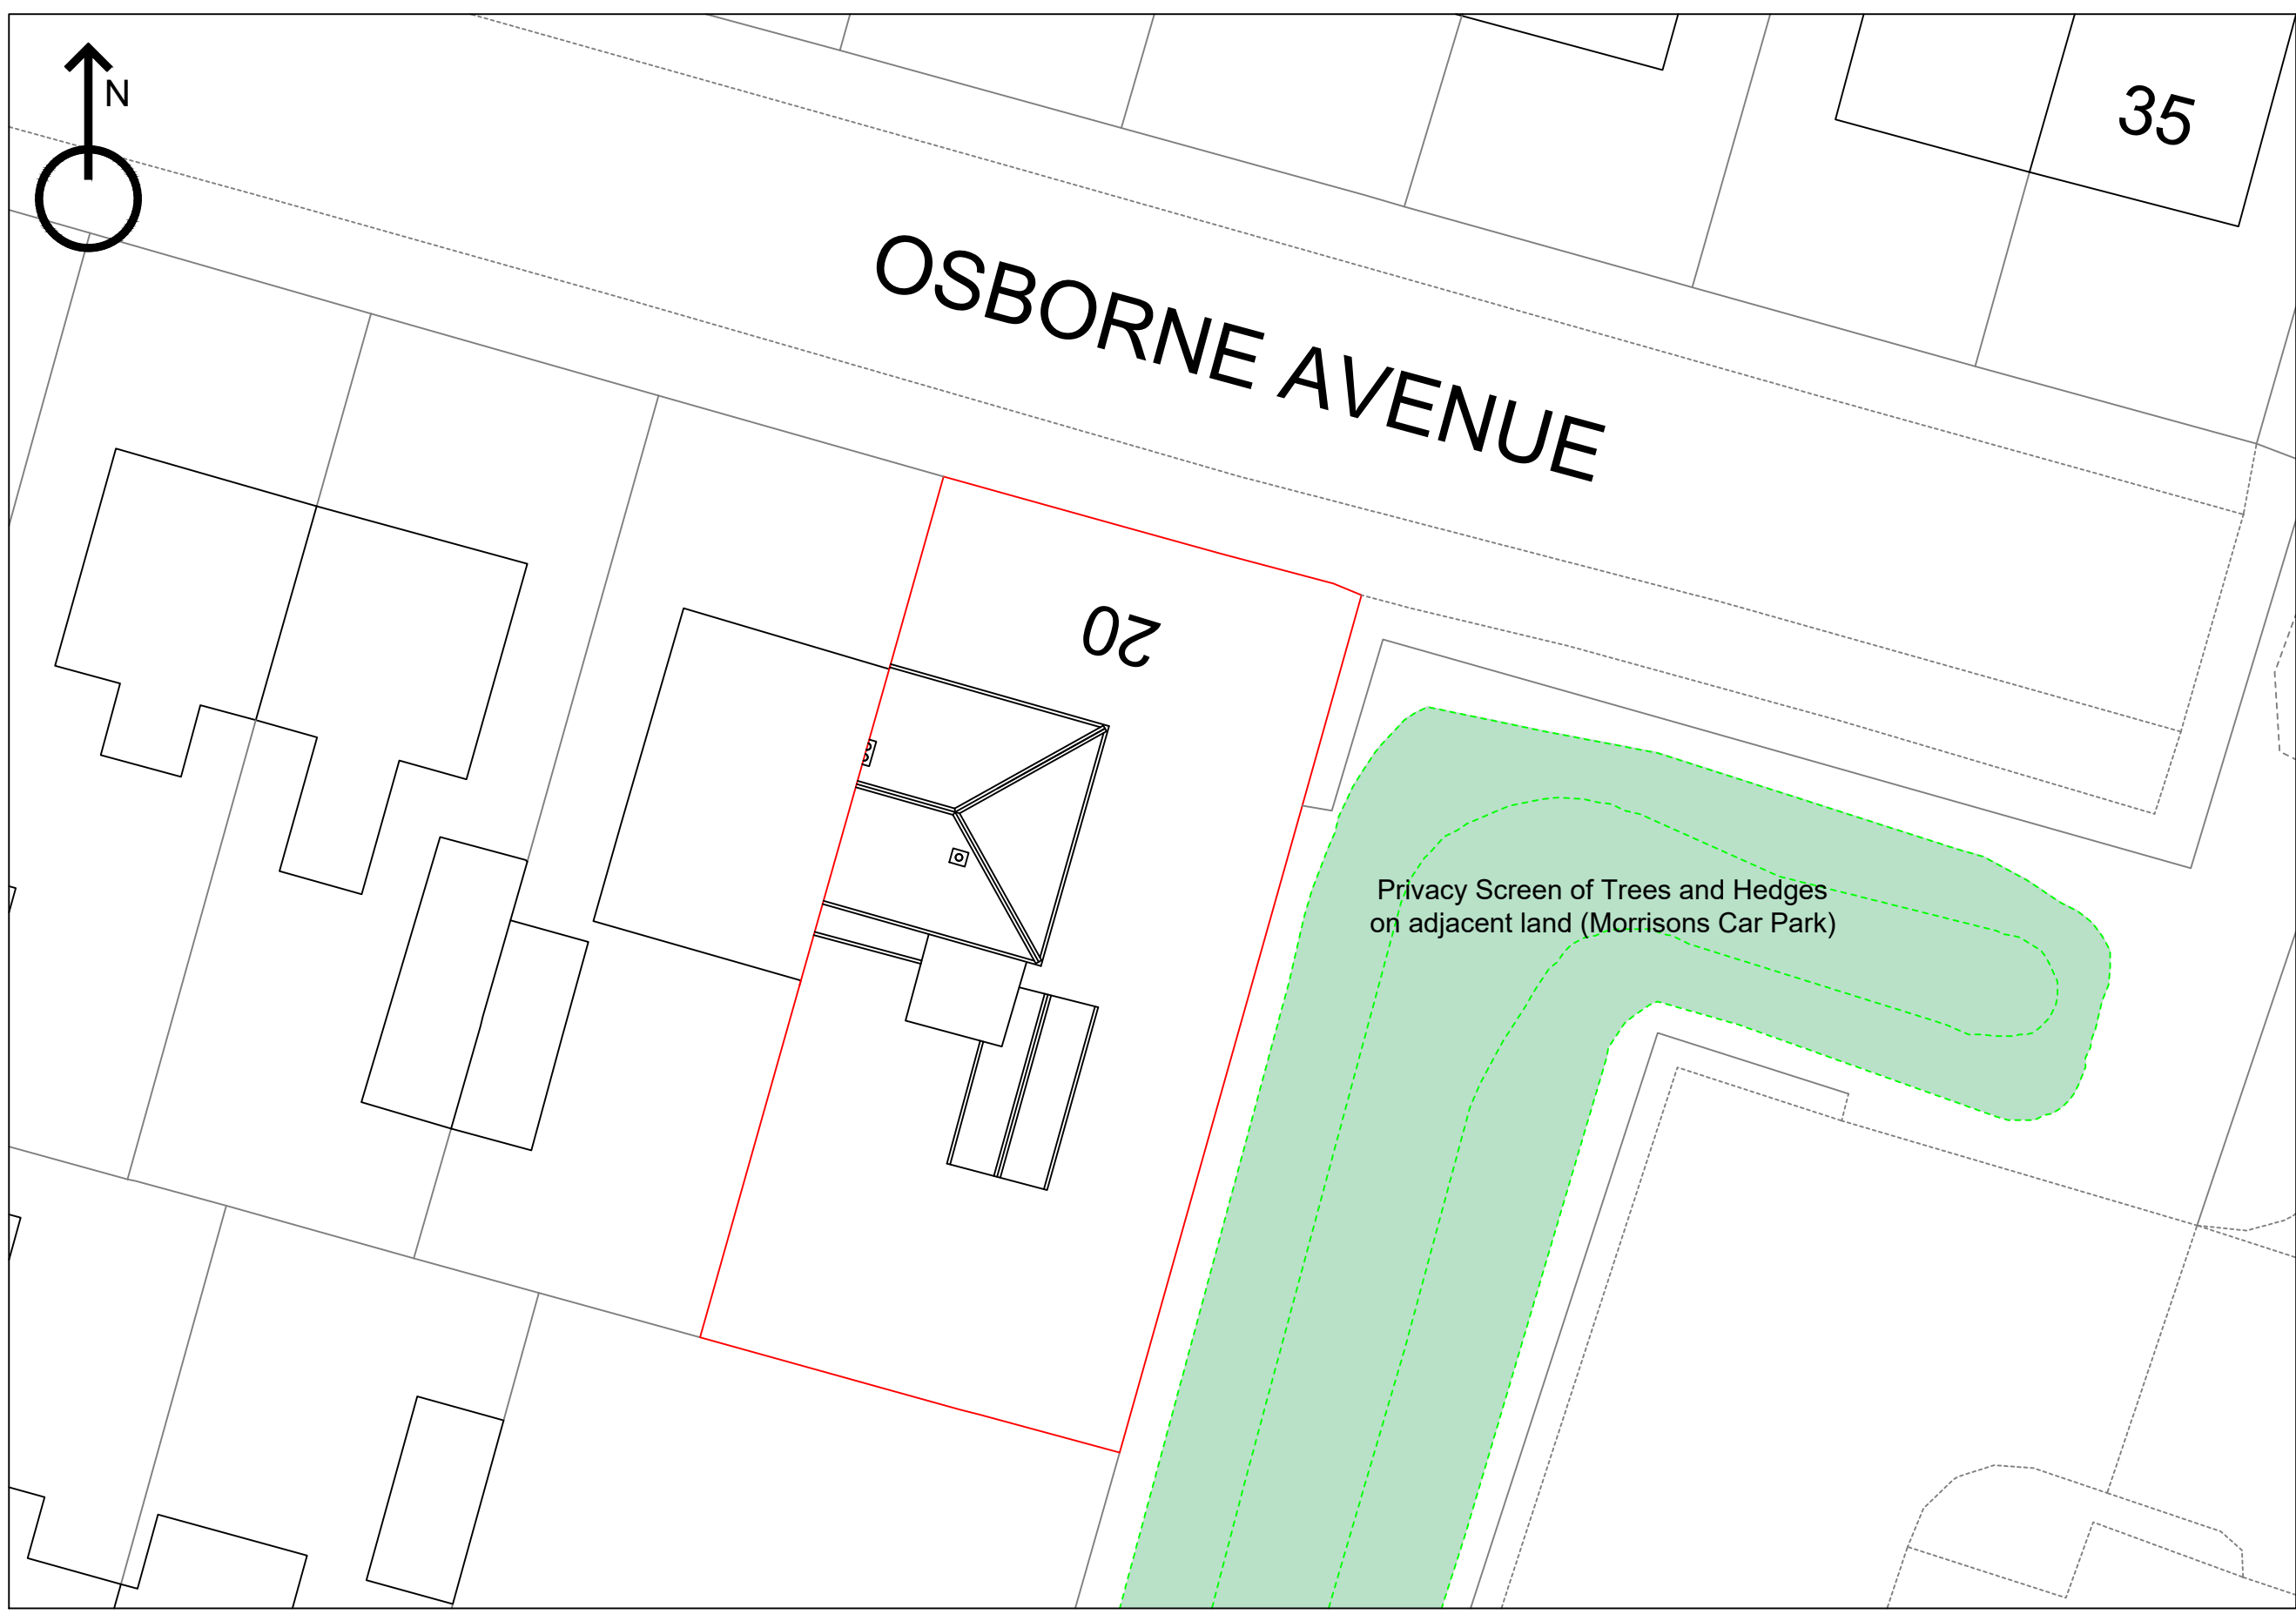 N
35
OSBORNE AVENUE
20
Privacy Screen of Trees and Hedges
on adjacent land (Morrisons Car Park)